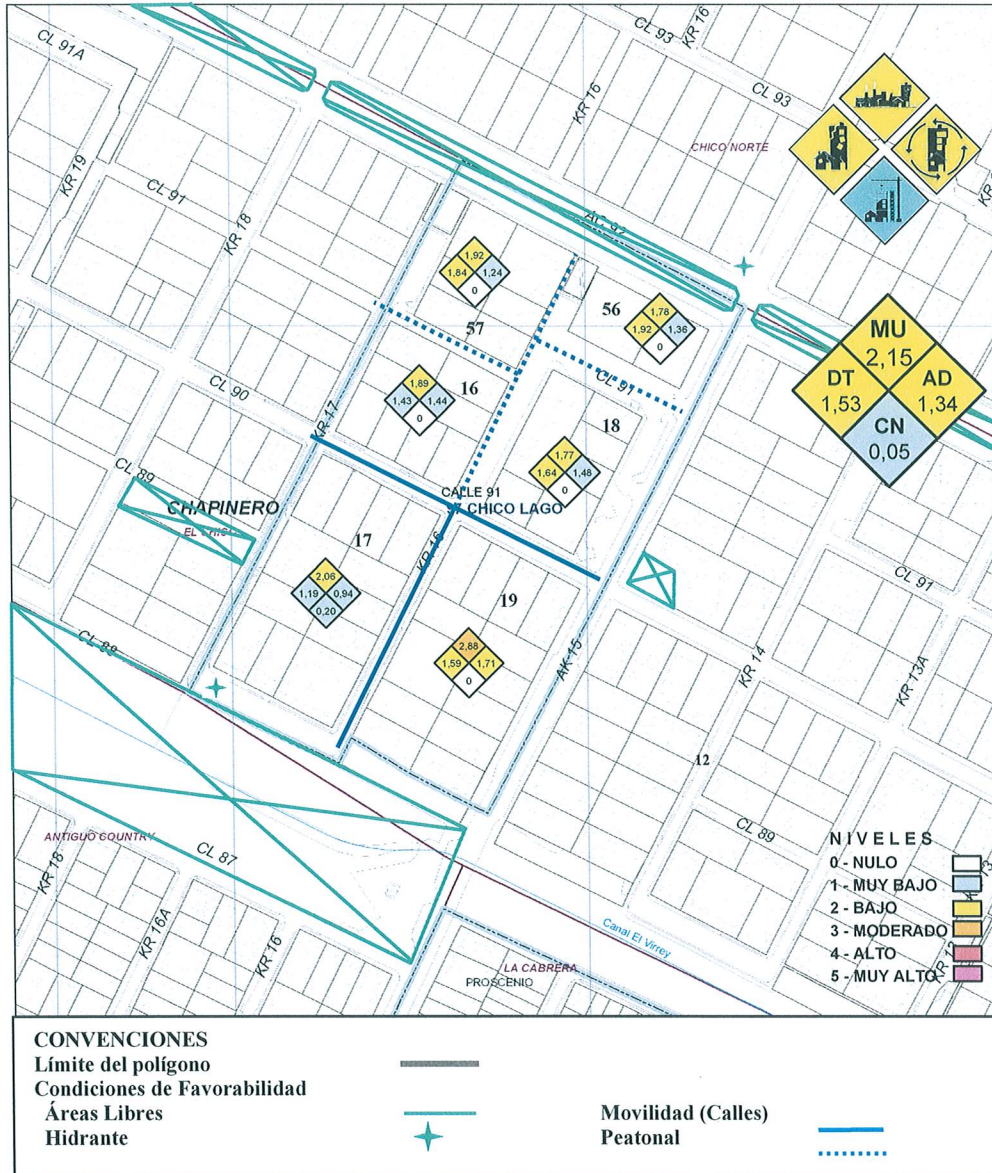 CL 91A
CL 93
KR 16
KR 16
CL 93
CHICO NORTE
KR 19
CL 91
KR 18
AC 92
1,92
1,84
1,24
0
57
56
1,78
1,92
1,36
0
MU
2,15
DT
1,53
AD
1,34
CN
0,05
16
1,89
1,43
1,44
0
CL 91
18
1,77
1,64
1,48
0
CL 90
KR 17
CL 89
CHAPINERO
CALLE 91
97 CHICO LAGO
17
2,06
1,19
0,94
0,20
KR 16
19
2,88
1,59
1,71
0
CL 91
KR 14
KR 13A
AK 15
CL 88
12
CL 89
ANTIGUO COUNTRY
CL 87
KR 18
KR 16A
KR 16
Canal El Virrey
LA CABRERA
PROSCENIO
NIVELES
0 - NULO
1 - MUY BAJO
2 - BAJO
3 - MODERADO
4 - ALTO
5 - MUY ALTO
KR 12
CONVENCIONES
Límite del polígono
Condiciones de Favorabilidad
Áreas Libres
Hidrante
Movilidad (Calles)
Peatonal